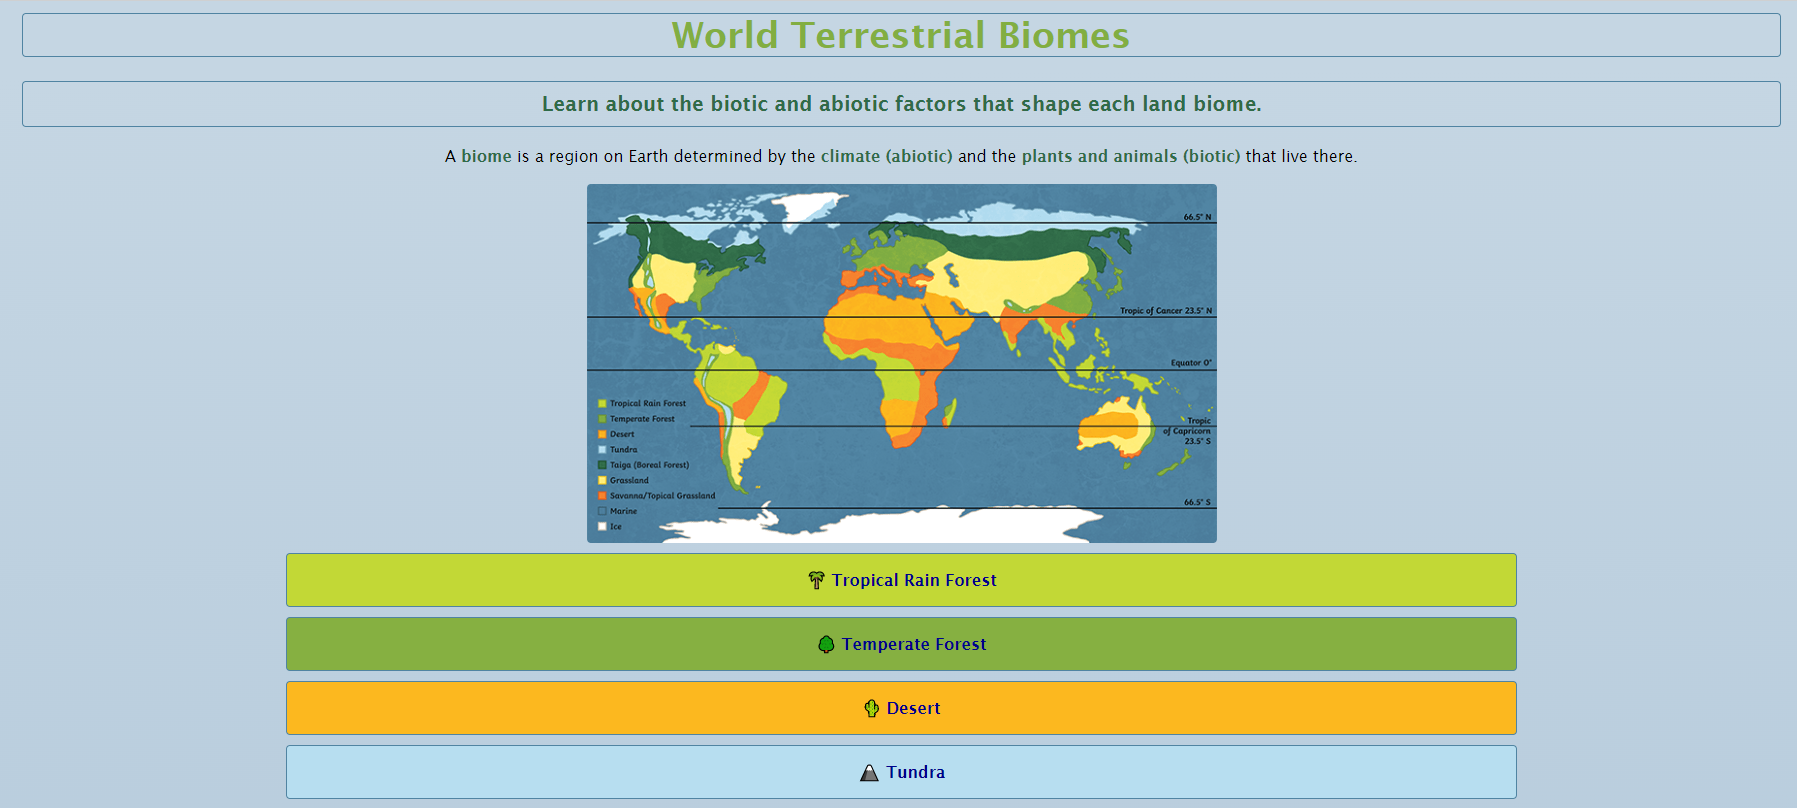 World Terrestrial Biomes
Learn about the biotic and abiotic factors that shape each land biome.
A biome is a region on Earth determined by the climate (abiotic) and the plants and animals (biotic) that live there.
66.5° N
Tropic of Cancer 23.5° N
Equator 0°
Tropic
of Capricorn
23.5° S
66.5° S
Tropical Rain Forest
Temperate Forest
Desert
Tundra
Taiga (Boreal Forest)
Grassland
Savanna/Topical Grassland
Marine
Ice
Tropical Rain Forest
Temperate Forest
Desert
Tundra